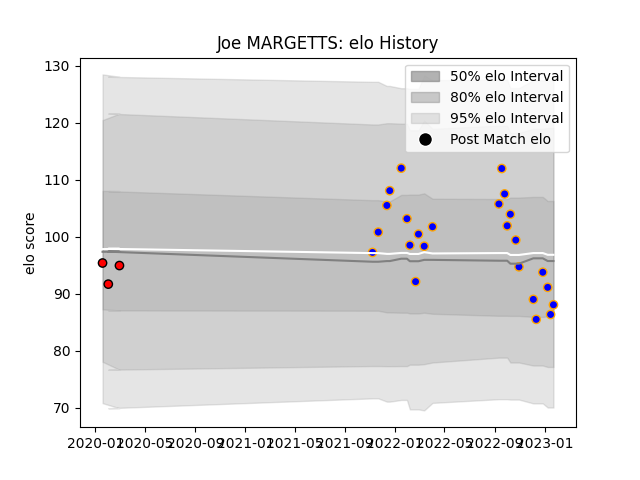 Joe MARGETTS: elo History
50% elo Interval
80% elo Interval
95% elo Interval
Post Match elo
elo score
130
120
110
100
90
80
70
2020-01 2020-05 2020-09 2021-01 2021-05 2021-09 2022-01 2022-05 2022-09 2023-01